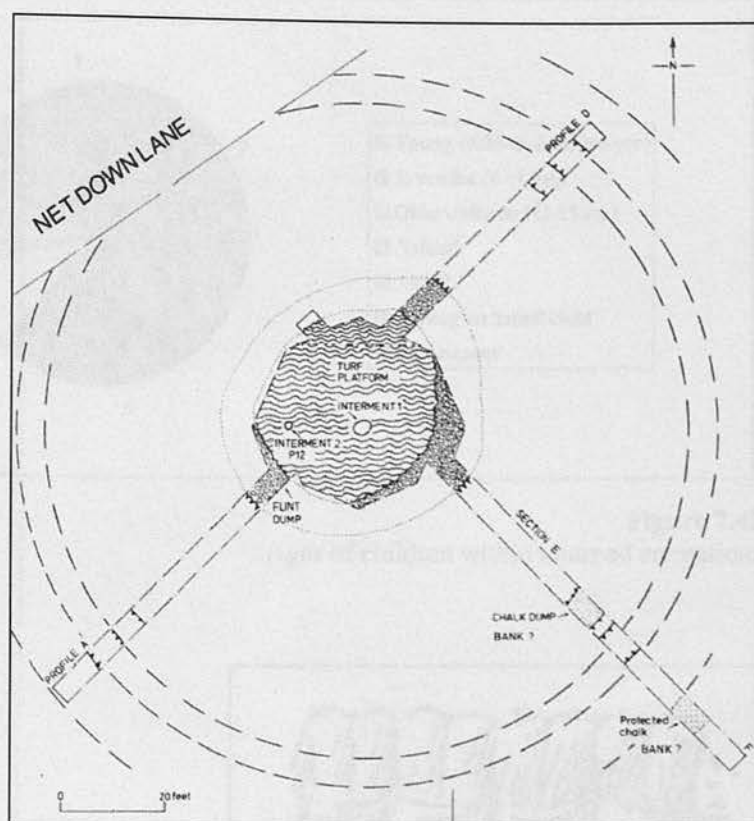 N
NET DOWN LANE
PROFILE D
TURF
PLATFORM
INTERMENT 1
INTERMENT 2
P12
FLINT
DUMP
SECTION E
CHALK DUMP
BANK ?
PROFILE A
Protected
chalk
BANK ?
F
0 20 feet